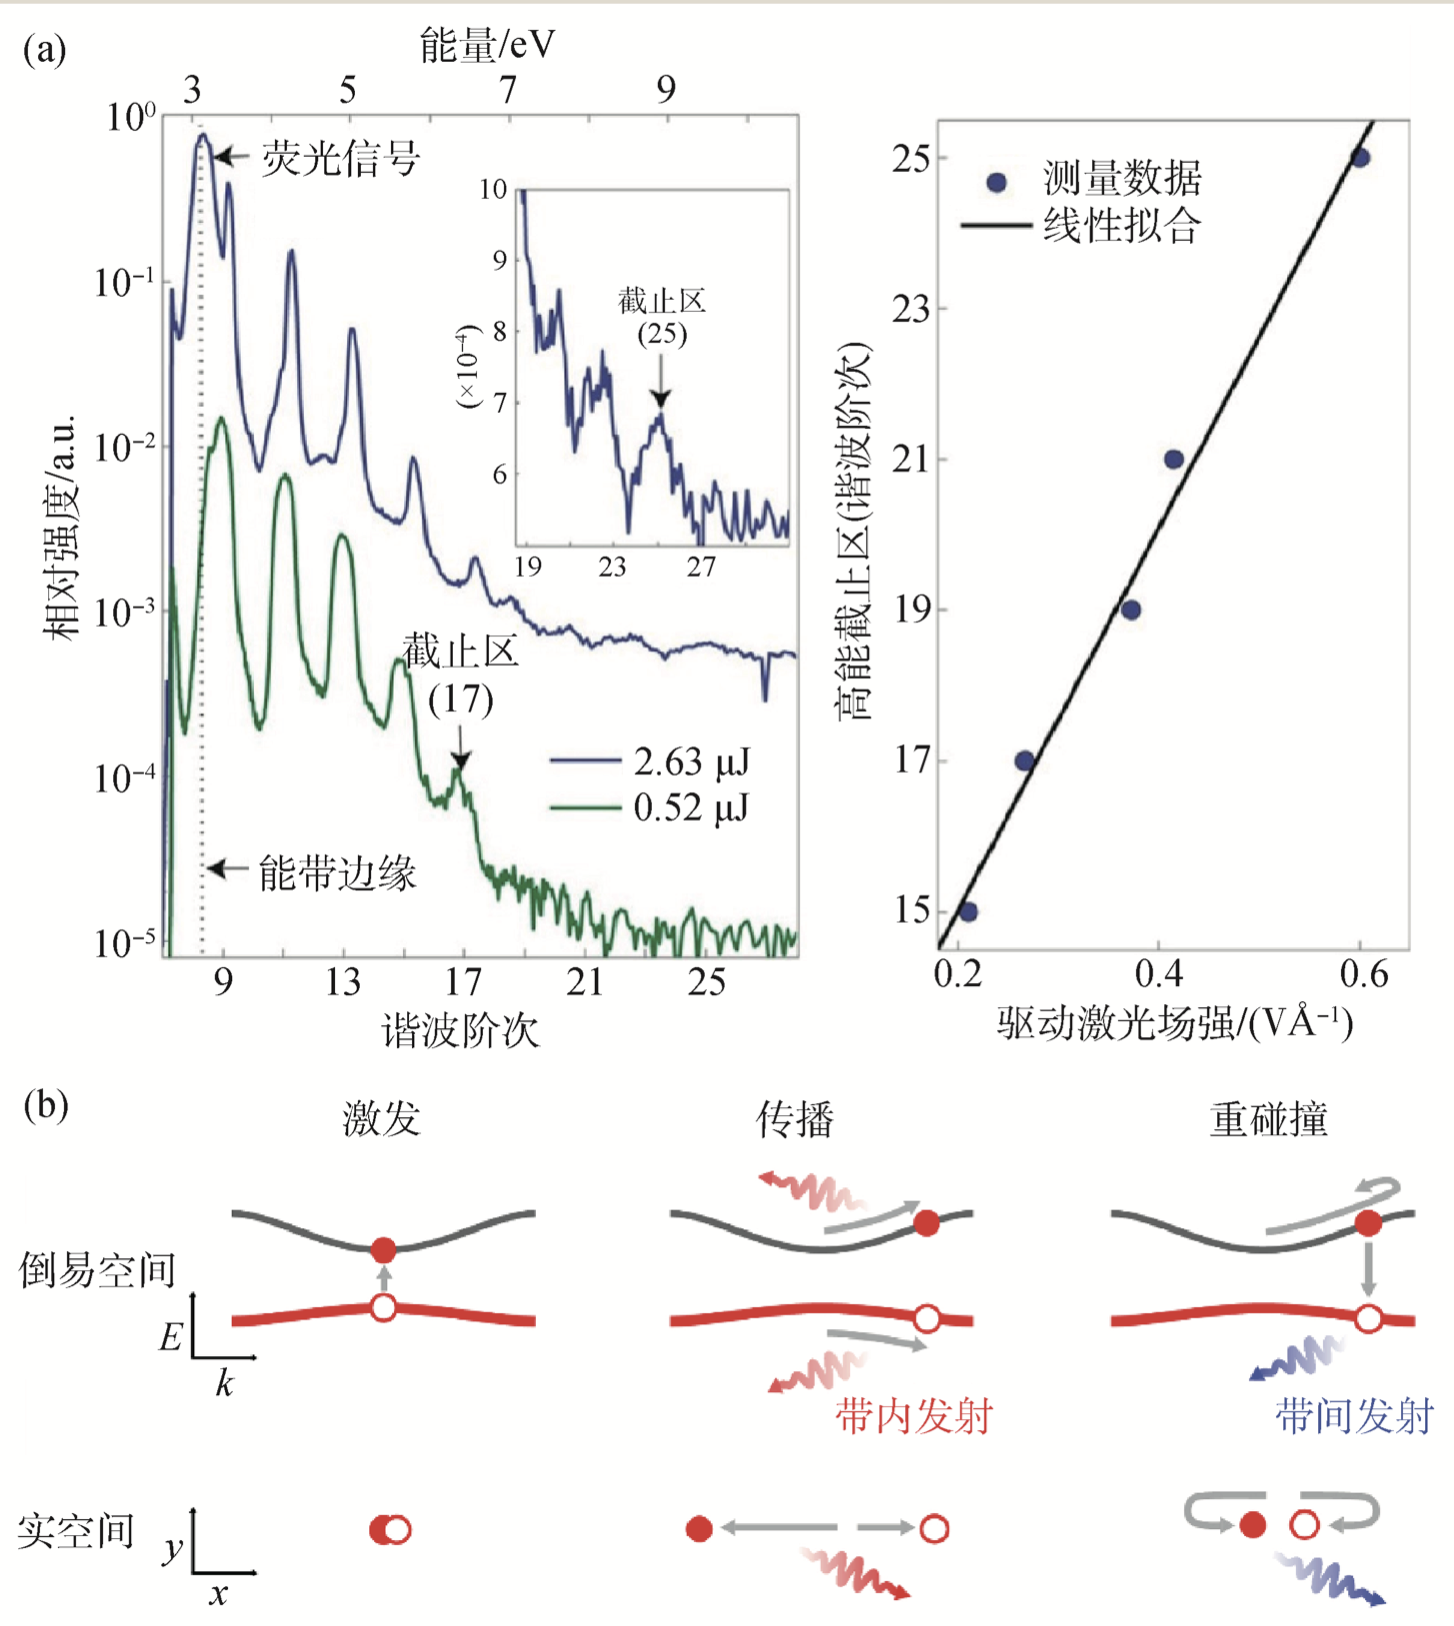 (a)
能量/eV
3 5 7 9
10⁰
10⁻¹
10⁻²
10⁻³
10⁻⁴
10⁻⁵
相对强度/a.u.
荧光信号
截止区
(17)
2.63 μJ
0.52 μJ
能带边缘
9 13 17 21 25
谐波阶次
10
9
8
7
6
(×10⁻⁴)
截止区
(25)
19 23 27
25
23
21
19
17
15
高能截止区(谐波阶次)
测量数据
线性拟合
0.2 0.4 0.6
驱动激光场强/(VÅ⁻¹)
(b)
激发 传播 重碰撞
倒易空间
E
k
带内发射
带间发射
实空间
y
x